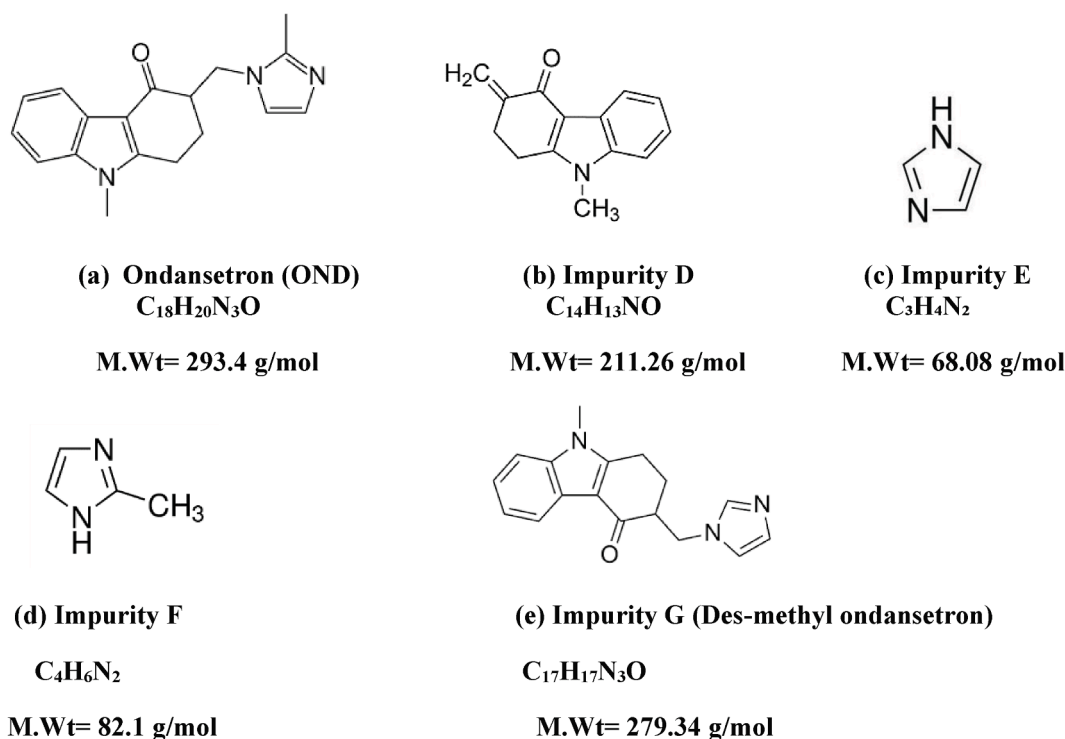 O
N
N
N
(a) Ondansetron (OND)
C₁₈H₂₀N₃O
M.Wt= 293.4 g/mol
H₂C
O
N
CH₃
(b) Impurity D
C₁₄H₁₃NO
M.Wt= 211.26 g/mol
H
N
N
(c) Impurity E
C₃H₄N₂
M.Wt= 68.08 g/mol
N
CH₃
N
H
(d) Impurity F
C₄H₆N₂
M.Wt= 82.1 g/mol
N
N
N
O
(e) Impurity G (Des-methyl ondansetron)
C₁₇H₁₇N₃O
M.Wt= 279.34 g/mol